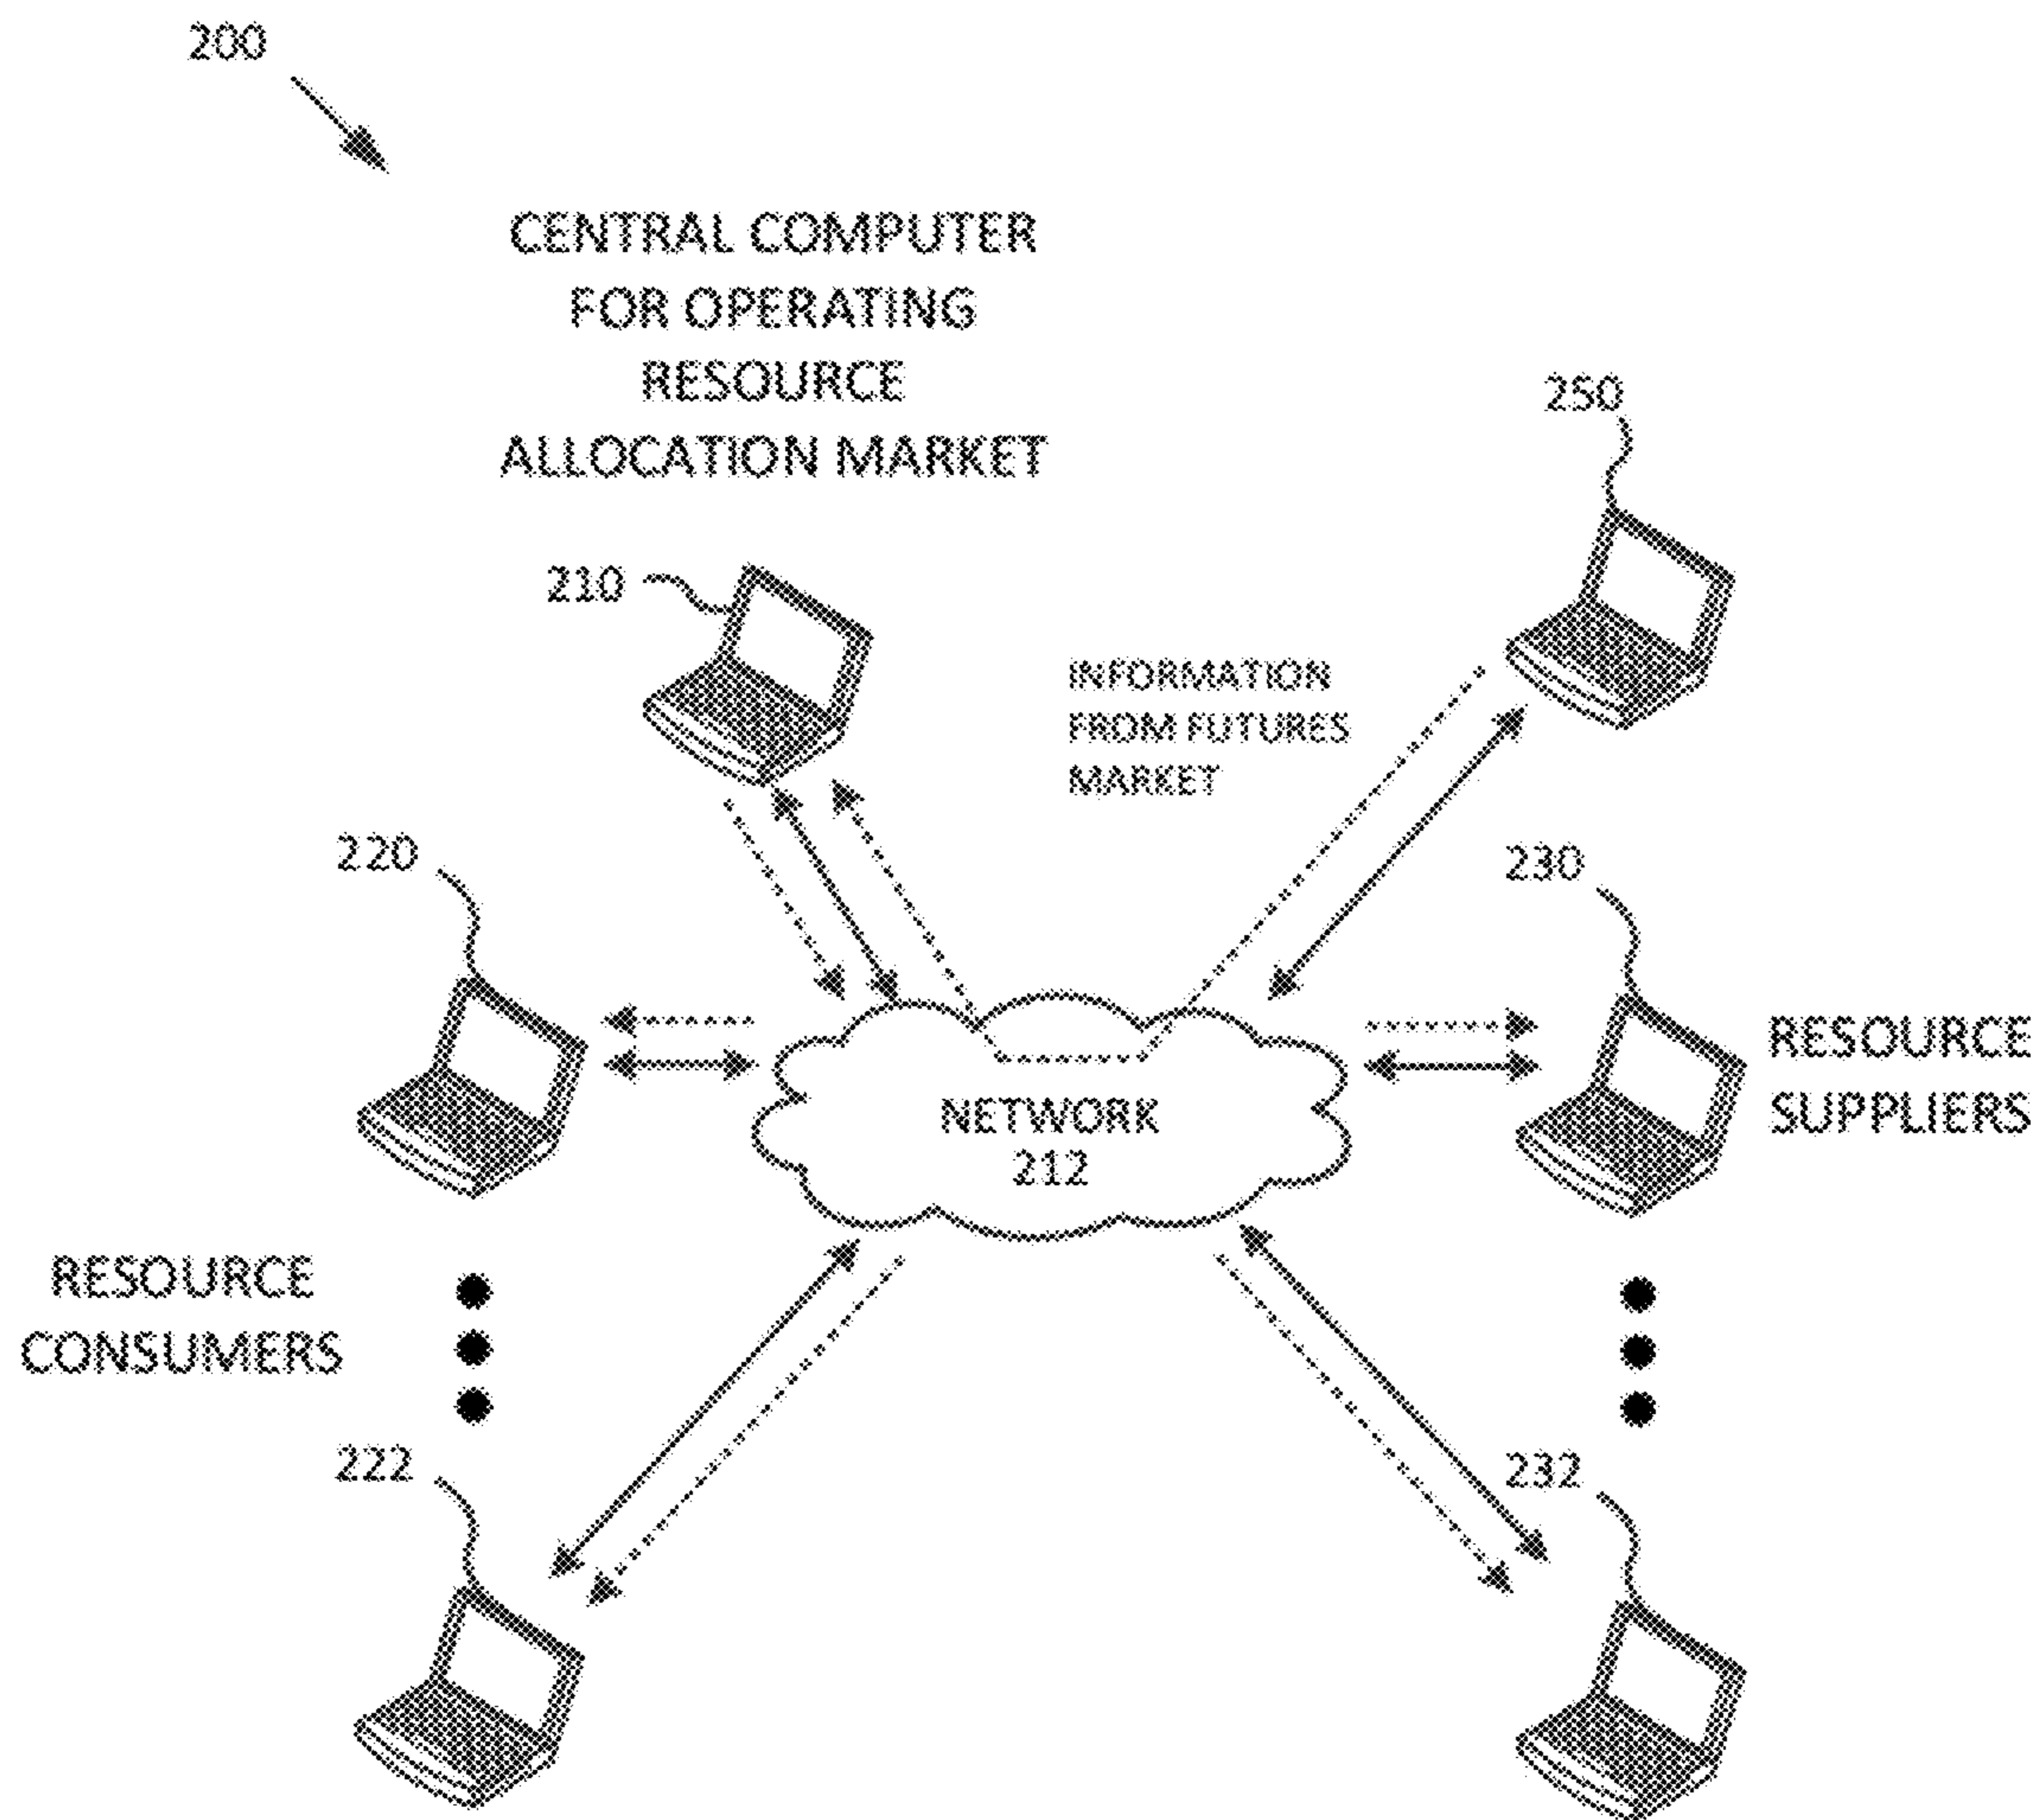 200
CENTRAL COMPUTER
FOR OPERATING
RESOURCE
ALLOCATION MARKET
250
210
INFORMATION
FROM FUTURES
MARKET
220
230
RESOURCE
SUPPLIERS
NETWORK
212
RESOURCE
CONSUMERS
222
232